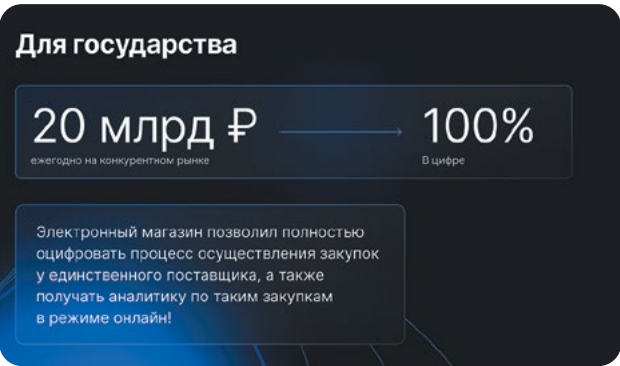 Для государства
20 млрд ₽
100%
ежегодно на конкурентном рынке
В цифре
Электронный магазин позволил полностью
оцифровать процесс осуществления закупок
у единственного поставщика, а также
получать аналитику по таким закупкам
в режиме онлайн!